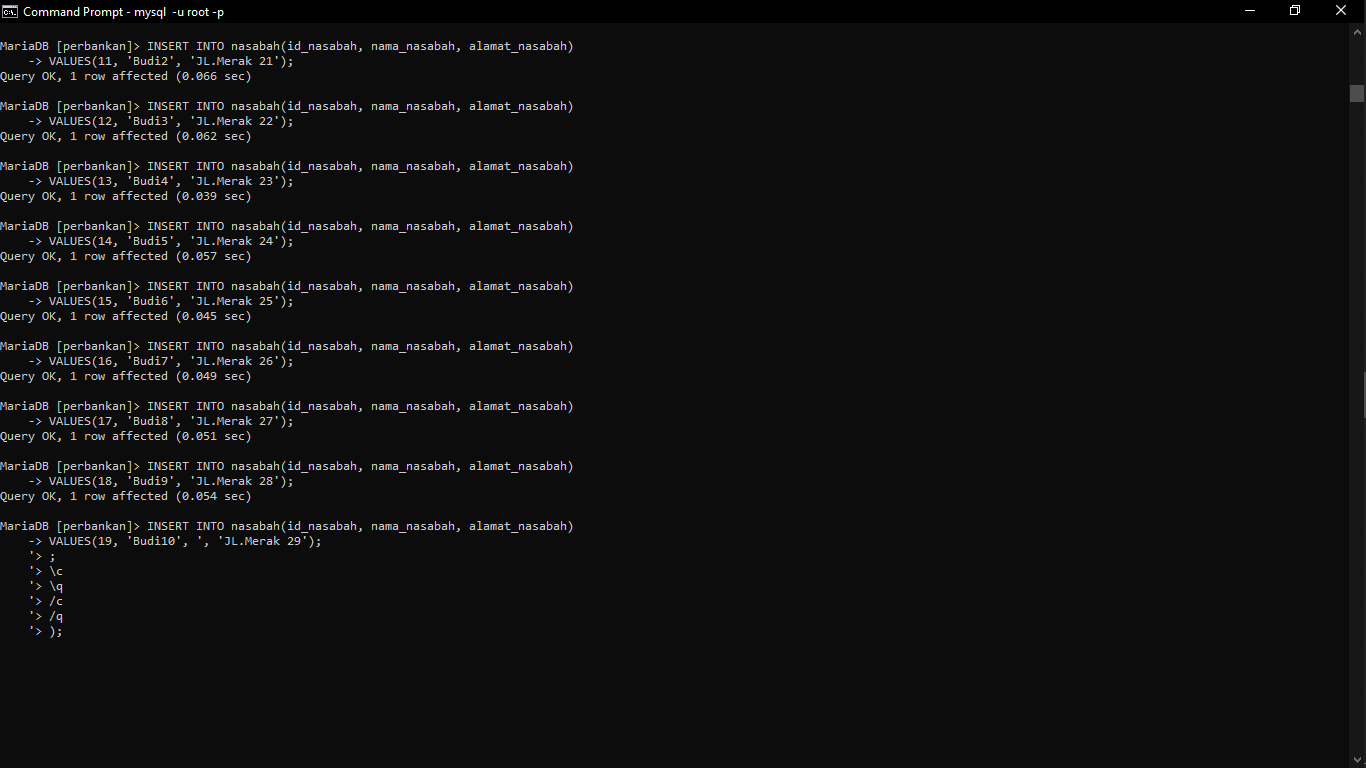 Command Prompt - mysql -u root -p
MariaDB [perbankan]> INSERT INTO nasabah(id_nasabah, nama_nasabah, alamat_nasabah)
-> VALUES(11, 'Budi2', 'JL.Merak 21');
Query OK, 1 row affected (0.066 sec)
MariaDB [perbankan]> INSERT INTO nasabah(id_nasabah, nama_nasabah, alamat_nasabah)
-> VALUES(12, 'Budi3', 'JL.Merak 22');
Query OK, 1 row affected (0.062 sec)
MariaDB [perbankan]> INSERT INTO nasabah(id_nasabah, nama_nasabah, alamat_nasabah)
-> VALUES(13, 'Budi4', 'JL.Merak 23');
Query OK, 1 row affected (0.039 sec)
MariaDB [perbankan]> INSERT INTO nasabah(id_nasabah, nama_nasabah, alamat_nasabah)
-> VALUES(14, 'Budi5', 'JL.Merak 24');
Query OK, 1 row affected (0.057 sec)
MariaDB [perbankan]> INSERT INTO nasabah(id_nasabah, nama_nasabah, alamat_nasabah)
-> VALUES(15, 'Budi6', 'JL.Merak 25');
Query OK, 1 row affected (0.045 sec)
MariaDB [perbankan]> INSERT INTO nasabah(id_nasabah, nama_nasabah, alamat_nasabah)
-> VALUES(16, 'Budi7', 'JL.Merak 26');
Query OK, 1 row affected (0.049 sec)
MariaDB [perbankan]> INSERT INTO nasabah(id_nasabah, nama_nasabah, alamat_nasabah)
-> VALUES(17, 'Budi8', 'JL.Merak 27');
Query OK, 1 row affected (0.051 sec)
MariaDB [perbankan]> INSERT INTO nasabah(id_nasabah, nama_nasabah, alamat_nasabah)
-> VALUES(18, 'Budi9', 'JL.Merak 28');
Query OK, 1 row affected (0.054 sec)
MariaDB [perbankan]> INSERT INTO nasabah(id_nasabah, nama_nasabah, alamat_nasabah)
-> VALUES(19, 'Budi10', ', 'JL.Merak 29');
'> ;
'> \c
'> \q
'> /c
'> /q
'> );